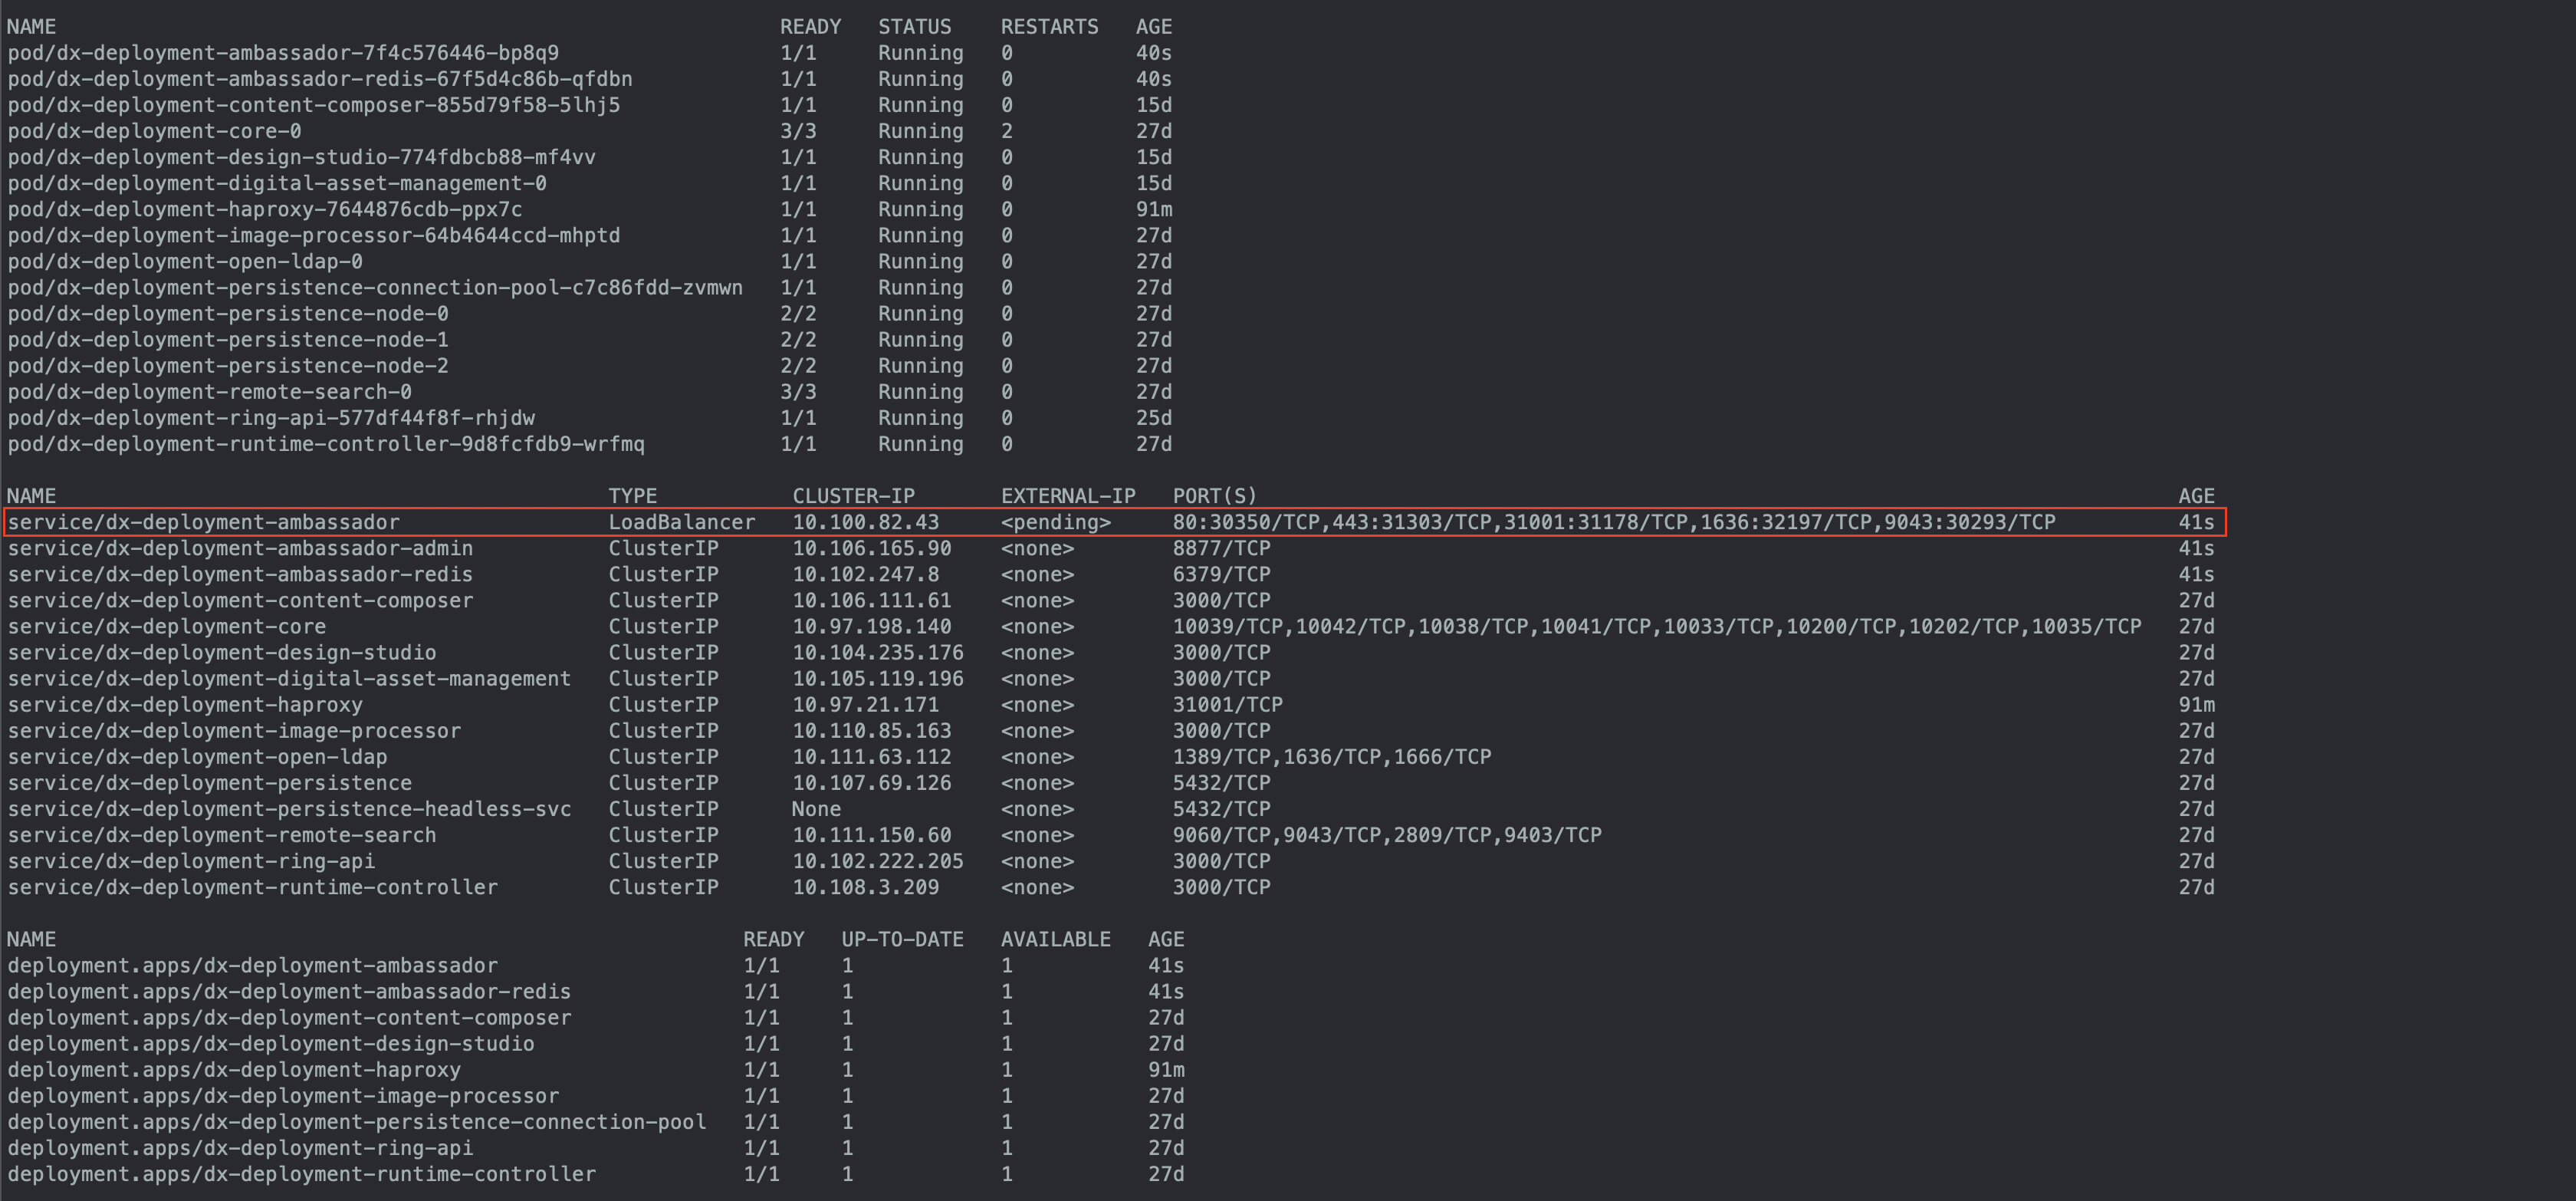 NAME READY STATUS RESTARTS AGE
pod/dx-deployment-ambassador-7f4c576446-bp8q9 1/1 Running 0 40s
pod/dx-deployment-ambassador-redis-67f5d4c86b-qfdbn 1/1 Running 0 40s
pod/dx-deployment-content-composer-855d79f58-5lhj5 1/1 Running 0 15d
pod/dx-deployment-core-0 3/3 Running 2 27d
pod/dx-deployment-design-studio-774fdbcb88-mf4vv 1/1 Running 0 15d
pod/dx-deployment-digital-asset-management-0 1/1 Running 0 15d
pod/dx-deployment-haproxy-7644876cdb-ppx7c 1/1 Running 0 91m
pod/dx-deployment-image-processor-64b4644ccd-mhptd 1/1 Running 0 27d
pod/dx-deployment-open-ldap-0 1/1 Running 0 27d
pod/dx-deployment-persistence-connection-pool-c7c86fdd-zvmwn 1/1 Running 0 27d
pod/dx-deployment-persistence-node-0 2/2 Running 0 27d
pod/dx-deployment-persistence-node-1 2/2 Running 0 27d
pod/dx-deployment-persistence-node-2 2/2 Running 0 27d
pod/dx-deployment-remote-search-0 3/3 Running 0 27d
pod/dx-deployment-ring-api-577df44f8f-rhjdw 1/1 Running 0 25d
pod/dx-deployment-runtime-controller-9d8fcfdb9-wrfmq 1/1 Running 0 27d
NAME TYPE CLUSTER-IP EXTERNAL-IP PORT(S) AGE
service/dx-deployment-ambassador LoadBalancer 10.100.82.43 <pending> 80:30350/TCP,443:31303/TCP,31001:31178/TCP,1636:32197/TCP,9043:30293/TCP 41s
service/dx-deployment-ambassador-admin ClusterIP 10.106.165.90 <none> 8877/TCP 41s
service/dx-deployment-ambassador-redis ClusterIP 10.102.247.8 <none> 6379/TCP 41s
service/dx-deployment-content-composer ClusterIP 10.106.111.61 <none> 3000/TCP 27d
service/dx-deployment-core ClusterIP 10.97.198.140 <none> 10039/TCP,10042/TCP,10038/TCP,10041/TCP,10033/TCP,10200/TCP,10202/TCP,10035/TCP 27d
service/dx-deployment-design-studio ClusterIP 10.104.235.176 <none> 3000/TCP 27d
service/dx-deployment-digital-asset-management ClusterIP 10.105.119.196 <none> 3000/TCP 27d
service/dx-deployment-haproxy ClusterIP 10.97.21.171 <none> 31001/TCP 91m
service/dx-deployment-image-processor ClusterIP 10.110.85.163 <none> 3000/TCP 27d
service/dx-deployment-open-ldap ClusterIP 10.111.63.112 <none> 1389/TCP,1636/TCP,1666/TCP 27d
service/dx-deployment-persistence ClusterIP 10.107.69.126 <none> 5432/TCP 27d
service/dx-deployment-persistence-headless-svc ClusterIP None <none> 5432/TCP 27d
service/dx-deployment-remote-search ClusterIP 10.111.150.60 <none> 9060/TCP,9043/TCP,2809/TCP,9403/TCP 27d
service/dx-deployment-ring-api ClusterIP 10.102.222.205 <none> 3000/TCP 27d
service/dx-deployment-runtime-controller ClusterIP 10.108.3.209 <none> 3000/TCP 27d
NAME READY UP-TO-DATE AVAILABLE AGE
deployment.apps/dx-deployment-ambassador 1/1 1 1 41s
deployment.apps/dx-deployment-ambassador-redis 1/1 1 1 41s
deployment.apps/dx-deployment-content-composer 1/1 1 1 27d
deployment.apps/dx-deployment-design-studio 1/1 1 1 27d
deployment.apps/dx-deployment-haproxy 1/1 1 1 91m
deployment.apps/dx-deployment-image-processor 1/1 1 1 27d
deployment.apps/dx-deployment-persistence-connection-pool 1/1 1 1 27d
deployment.apps/dx-deployment-ring-api 1/1 1 1 27d
deployment.apps/dx-deployment-runtime-controller 1/1 1 1 27d